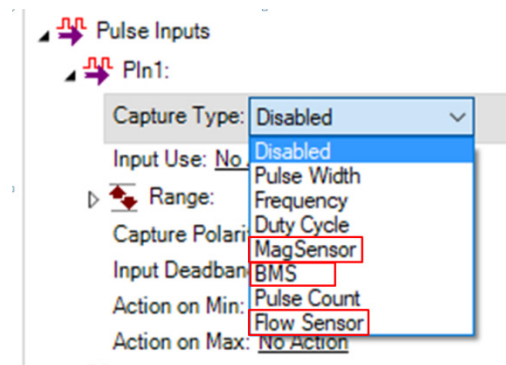 Pulse Inputs
PIn1:
Capture Type: Disabled
Input Use: No
Disabled
Pulse Width
Range:
Frequency
Capture Polari
Duty Cycle
MagSensor
Input Deadban
BMS
Action on Min:
Pulse Count
Flow Sensor
Action on Max: No Action